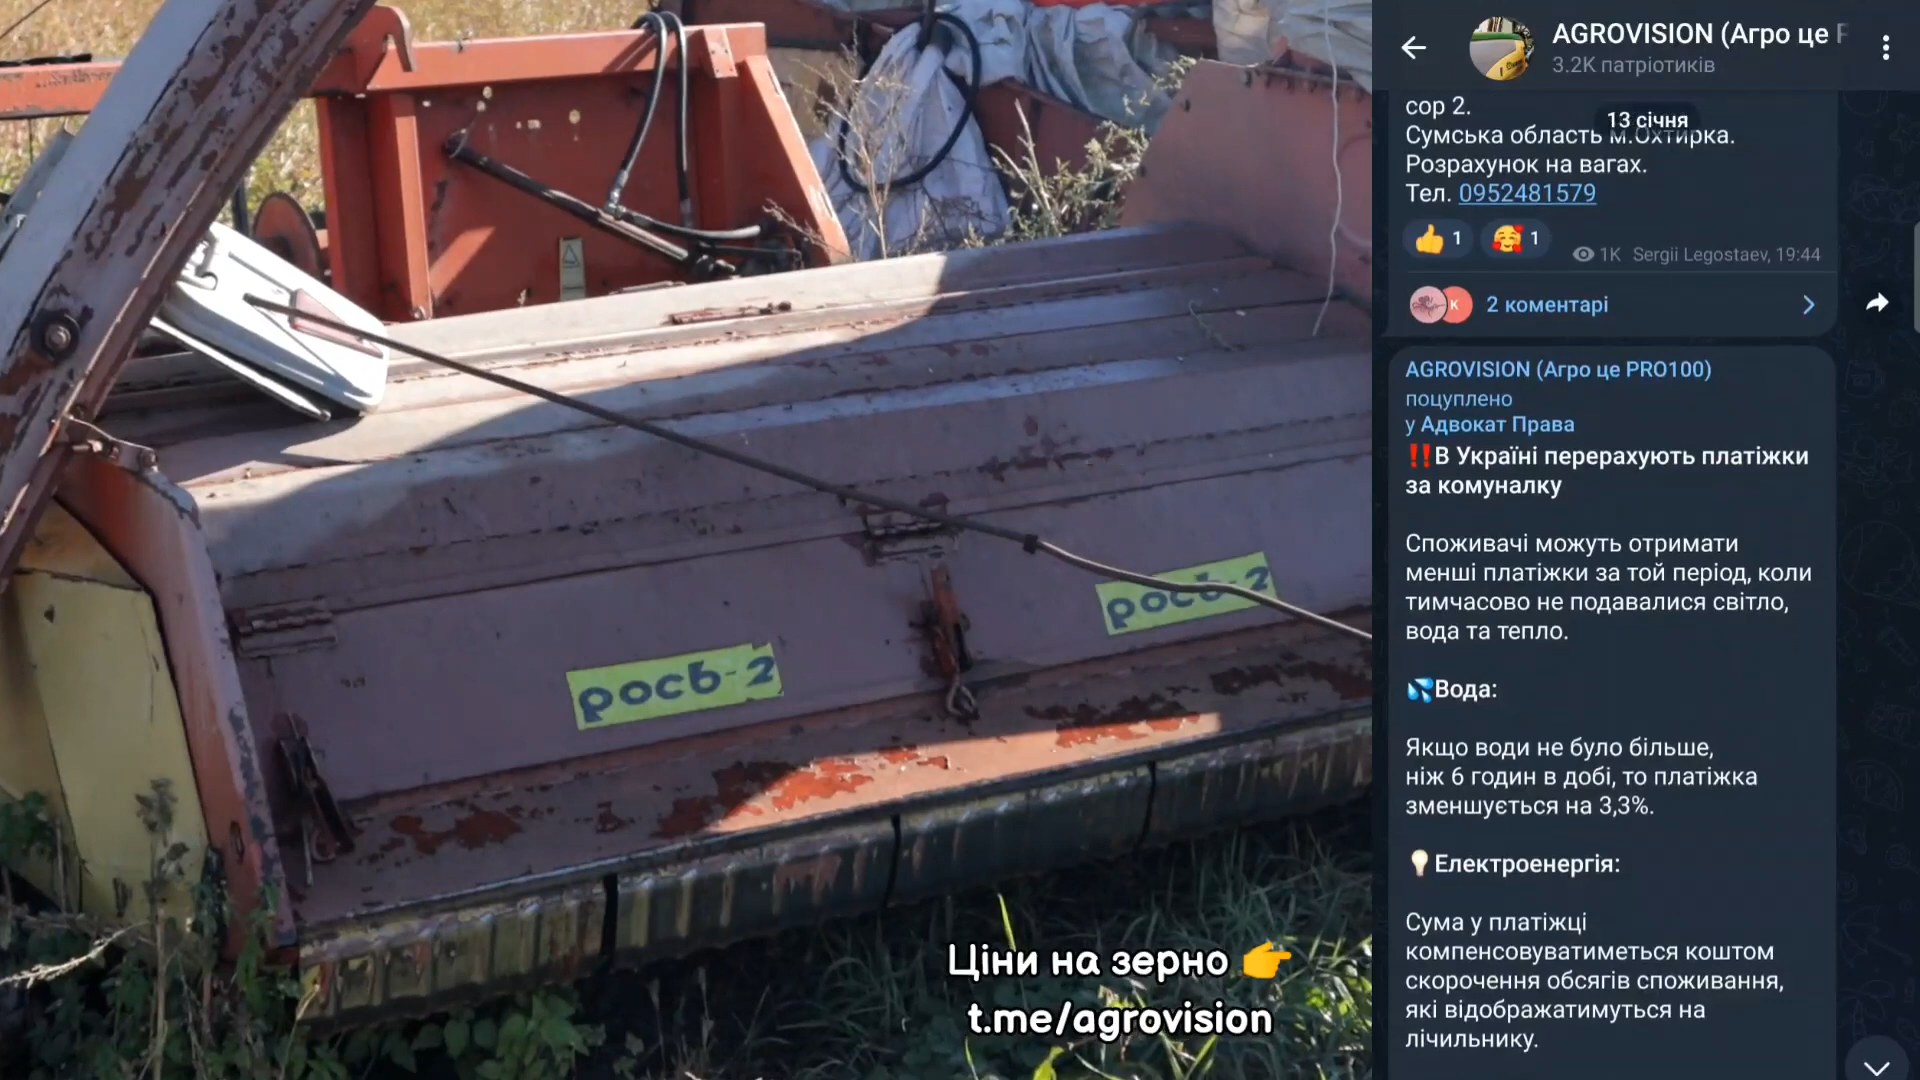 рось-2
рось-2
Ціни на зерно 👉
t.me/agrovision
AGROVISION (Агро це P
3.2K патріотиків
сор 2.
13 січня
Сумська область м.Охтирка.
Розрахунок на вагах.
Тел. 0952481579
👍 1 🥰 1
1K Sergii Legostaev, 19:44
К
2 коментарі
AGROVISION (Агро це PRO100)
поцуплено
у Адвокат Права
‼️В Україні перерахують платіжки
за комуналку
Споживачі можуть отримати
менші платіжки за той період, коли
тимчасово не подавалися світло,
вода та тепло.
💦Вода:
Якщо води не було більше,
ніж 6 годин в добі, то платіжка
зменшується на 3,3%.
💡Електроенергія:
Сума у платіжці
компенсовуватиметься коштом
скорочення обсягів споживання,
які відображатимуться на
лічильнику.